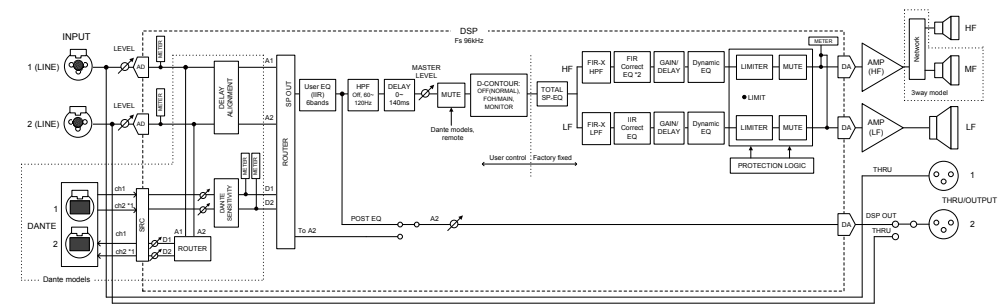 DSP
Fs 96kHz
INPUT
1 (LINE)
LEVEL
AD
METER
2 (LINE)
LEVEL
AD
METER
DELAY
ALIGNMENT
A1
A2
SP OUT
ROUTER
User EQ
(IIR)
6bands
HPF
Off, 60~
120Hz
DELAY
0~
140ms
MASTER
LEVEL
MUTE
Dante models,
remote
D-CONTOUR:
OFF(NORMAL),
FOH/MAIN,
MONITOR
TOTAL
SP-EQ
User control
Factory fixed
HF
FIR-X
HPF
FIR
Correct
EQ *2
GAIN/
DELAY
Dynamic
EQ
LIMITER
MUTE
METER
DA
AMP
(HF)
Network
HF
MF
3way model
LIMIT
LF
FIR-X
LPF
IIR
Correct
EQ
GAIN/
DELAY
Dynamic
EQ
LIMITER
MUTE
DA
AMP
(LF)
LF
PROTECTION LOGIC
DANTE
1
2
ch1
ch2 *1
ch1
ch2 *1
SRC
DANTE
SENSITIVITY
METER
METER
D1
D2
D1
D2
A1
A2
ROUTER
To A2
Dante models
POST EQ
A2
DA
DSP OUT
THRU
THRU
1
THRU/OUTPUT
2